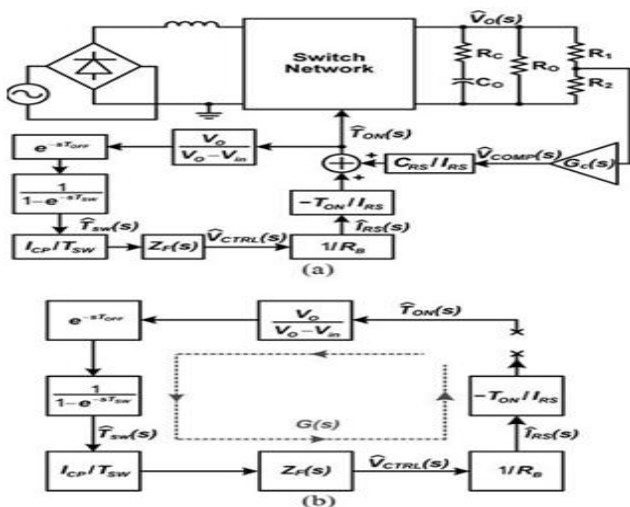 V̂O(s)
Switch
Network
RC
CO
RO
R1
R2
T̂ON(s)
e^-sTOFF
VO
VO-Vin
+
+
CRS/IRS
V̂COMP(s)
Gc(s)
1
1-e^-sTSW
-TON/IRS
T̂SW(s)
ÎRS(s)
ICP/TSW
ZF(s)
V̂CTRL(s)
1/RB
(a)
e^-sTOFF
VO
VO-Vin
T̂ON(s)
1
1-e^-sTSW
-TON/IRS
G(s)
T̂SW(s)
ÎRS(s)
ICP/TSW
ZF(s)
V̂CTRL(s)
1/RB
(b)